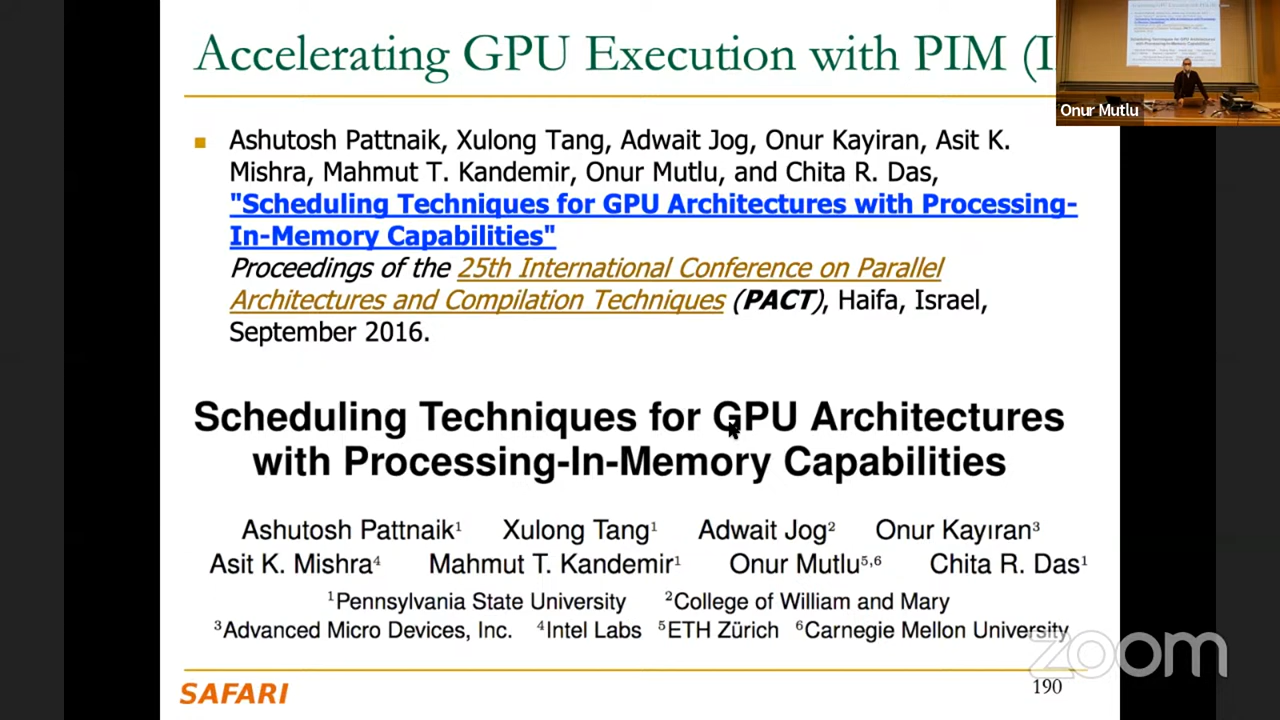 Accelerating GPU Execution with PIM (I
Onur Mutlu
Ashutosh Pattnaik, Xulong Tang, Adwait Jog, Onur Kayiran, Asit K.
Mishra, Mahmut T. Kandemir, Onur Mutlu, and Chita R. Das,
"Scheduling Techniques for GPU Architectures with Processing-
In-Memory Capabilities"
Proceedings of the 25th International Conference on Parallel
Architectures and Compilation Techniques (PACT), Haifa, Israel,
September 2016.
Scheduling Techniques for GPU Architectures
with Processing-In-Memory Capabilities
Ashutosh Pattnaik¹ Xulong Tang¹ Adwait Jog² Onur Kayıran³
Asit K. Mishra⁴ Mahmut T. Kandemir¹ Onur Mutlu⁵,⁶ Chita R. Das¹
¹Pennsylvania State University ²College of William and Mary
³Advanced Micro Devices, Inc. ⁴Intel Labs ⁵ETH Zürich ⁶Carnegie Mellon University
zoom
SAFARI
190